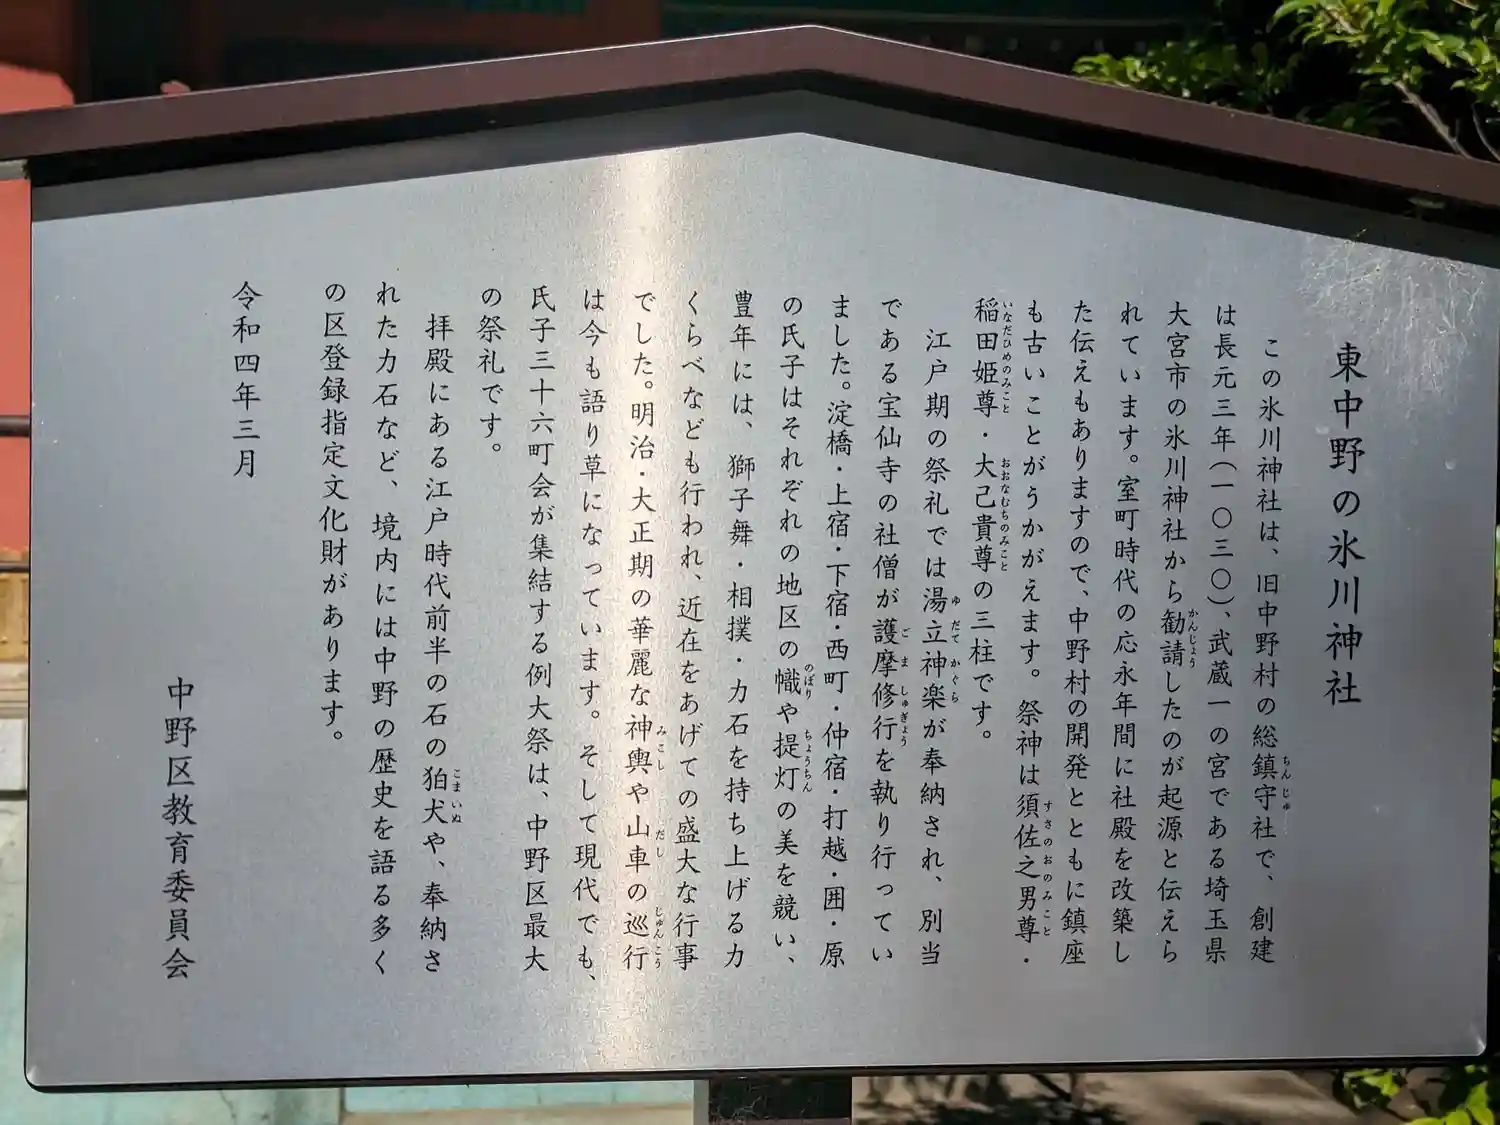 東中野の氷川神社
この氷川神社は、旧中野村の総鎮守社で、創建
は長元三年(一〇三〇)、武蔵一の宮である埼玉県
大宮市の氷川神社から勧請したのが起源と伝えら
れています。室町時代の応永年間に社殿を改築し
た伝えもありますので、中野村の開発とともに鎮座
も古いことがうかがえます。祭神は須佐之男尊・
稲田姫尊・大己貴尊の三柱です。
江戸期の祭礼では湯立神楽が奉納され、別当
である宝仙寺の社僧が護摩修行を執り行ってい
ました。淀橋・上宿・下宿・西町・仲宿・打越・囲・原
の氏子はそれぞれの地区の幟や提灯の美を競い、
豊年には、獅子舞・相撲・力石を持ち上げる力
くらべなども行われ、近在をあげての盛大な行事
でした。明治・大正期の華麗な神輿や山車の巡行
は今も語り草になっています。そして現代でも、
氏子三十六町会が集結する例大祭は、中野区最大
の祭礼です。
拝殿にある江戸時代前半の石の狛犬や、奉納さ
れた力石など、境内には中野の歴史を語る多く
の区登録指定文化財があります。
令和四年三月
中野区教育委員会